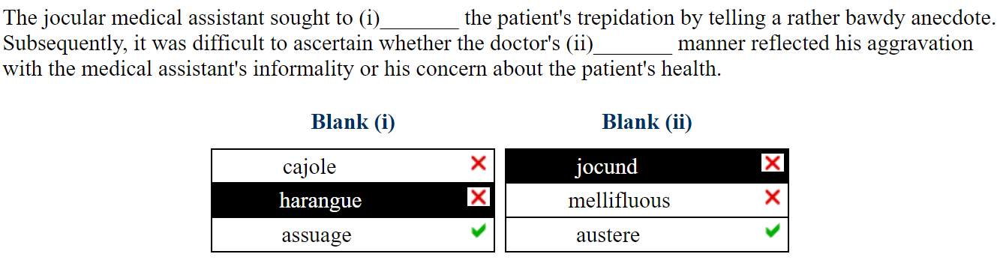 The jocular medical assistant sought to (i)________ the patient's trepidation by telling a rather bawdy anecdote.
Subsequently, it was difficult to ascertain whether the doctor's (ii)________ manner reflected his aggravation
with the medical assistant's informality or his concern about the patient's health.
Blank (i) Blank (ii)
cajole jocund
harangue mellifluous
assuage austere